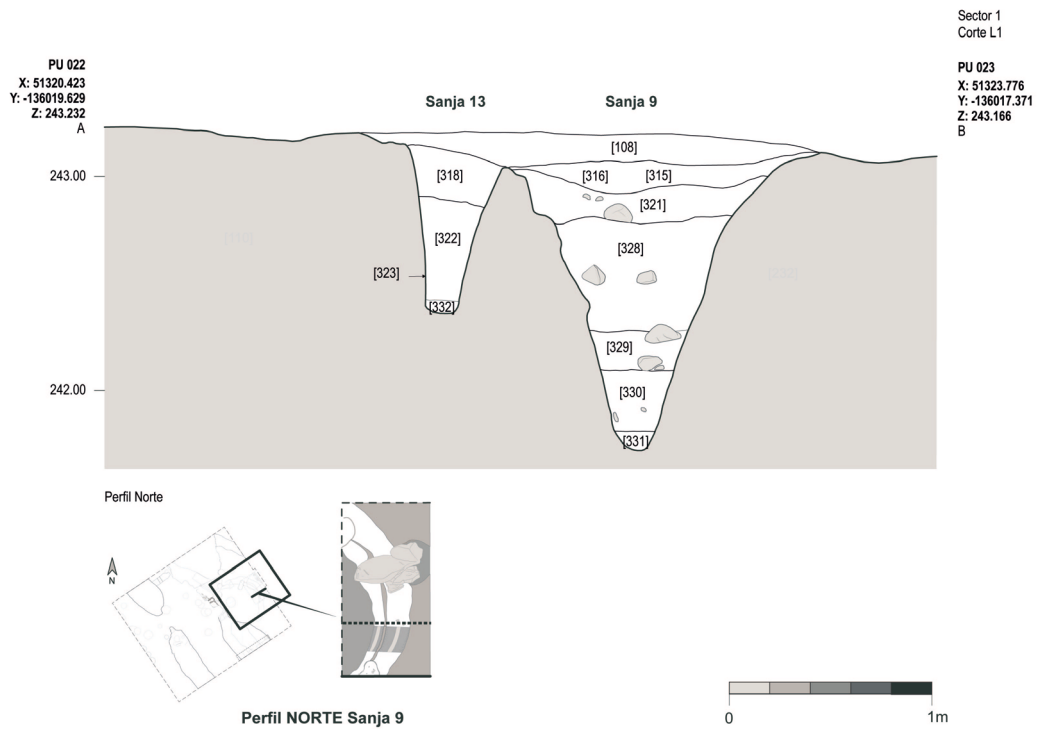 Sector 1
Corte L1
PU 022
X: 51320.423
Y: -136019.629
Z: 243.232
A
PU 023
X: 51323.776
Y: -136017.371
Z: 243.166
B
Sanja 13
Sanja 9
[108]
243.00
[318]
[316]
[315]
[321]
[322]
[328]
[323]
[332]
[329]
242.00
[330]
[331]
Perfil Norte
N
Perfil NORTE Sanja 9
0
1m